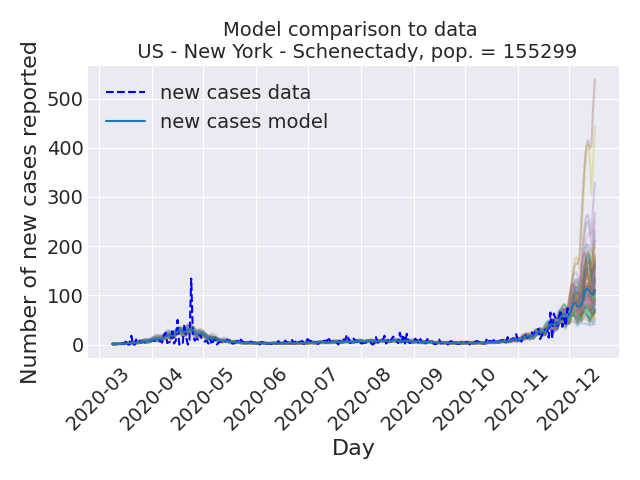 Model comparison to data
US - New York - Schenectady, pop. = 155299
Number of new cases reported
500
400
300
200
100
0
new cases data
new cases model
2020-03
2020-04
2020-05
2020-06
2020-07
2020-08
2020-09
2020-10
2020-11
2020-12
Day